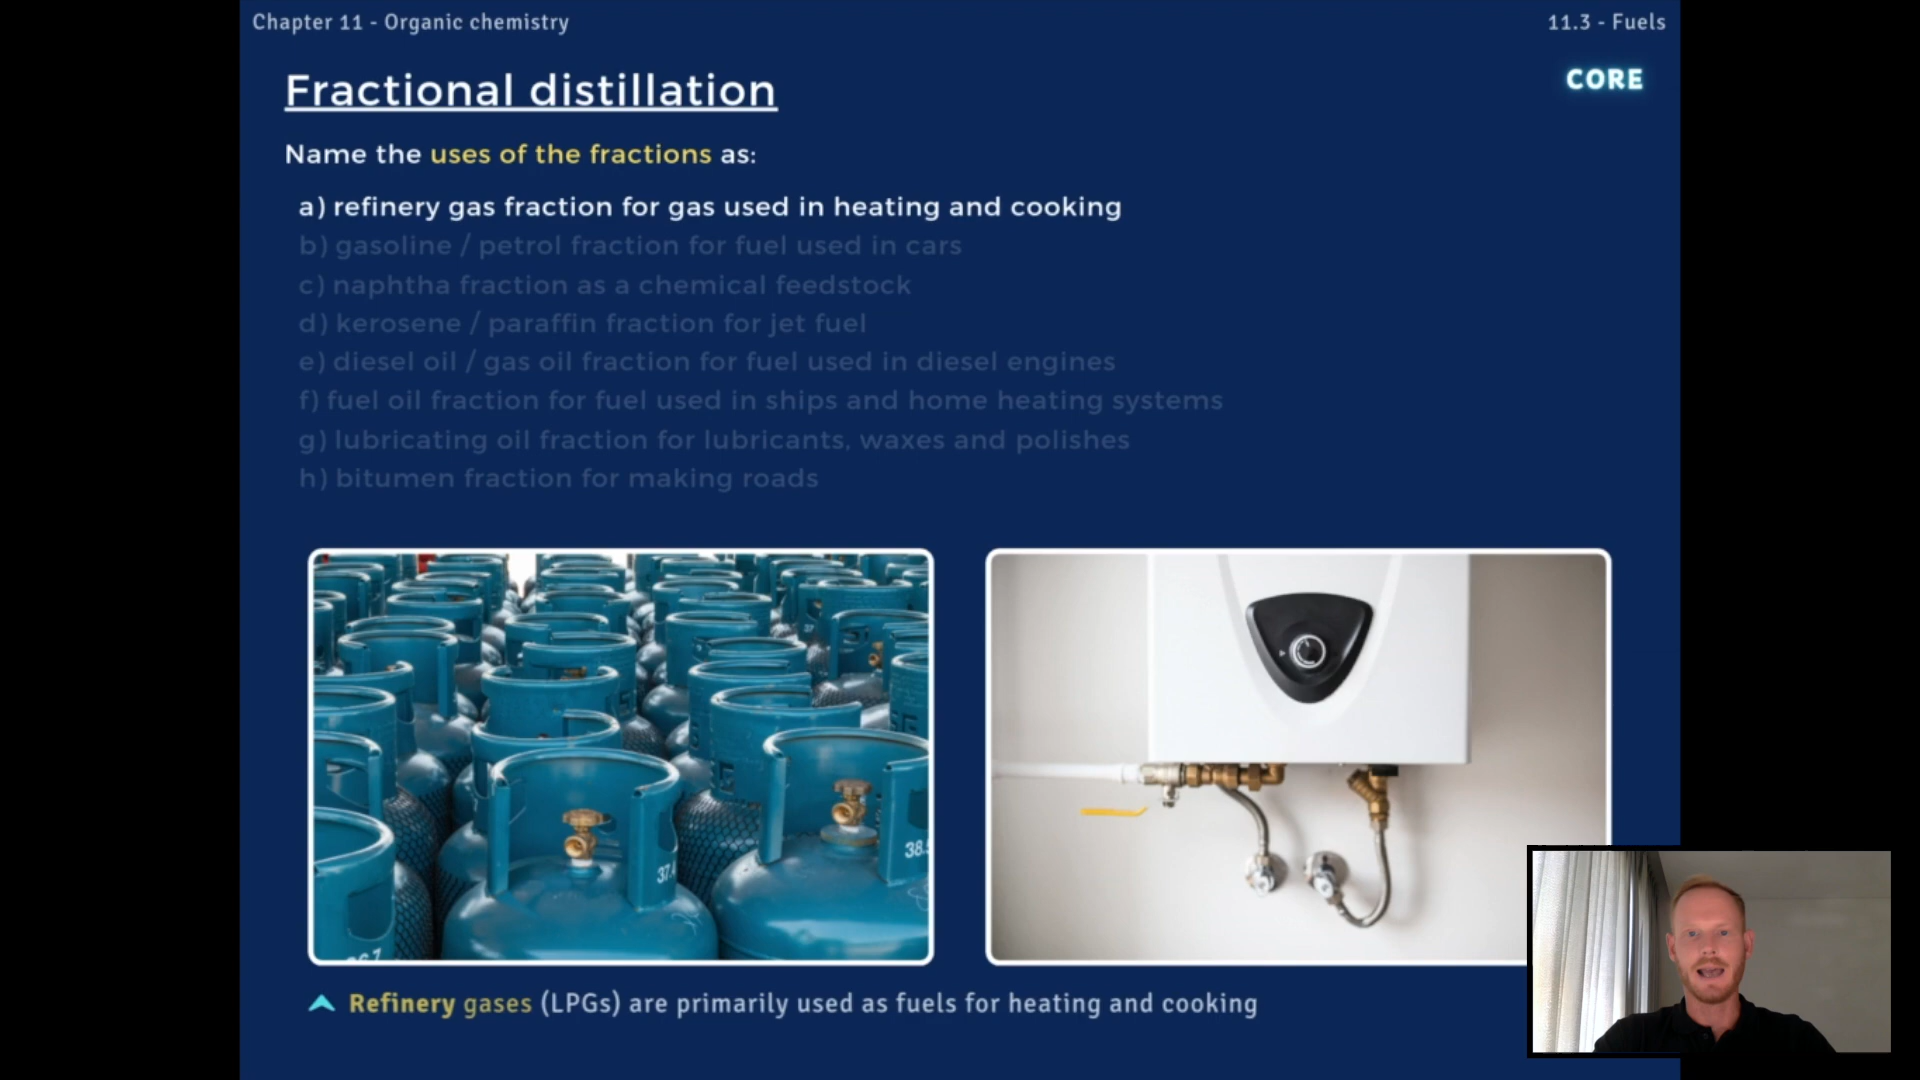 Chapter 11 - Organic chemistry
11.3 - Fuels
CORE
Fractional distillation
Name the uses of the fractions as:
a) refinery gas fraction for gas used in heating and cooking
b) gasoline / petrol fraction for fuel used in cars
c) naphtha fraction as a chemical feedstock
d) kerosene / paraffin fraction for jet fuel
e) diesel oil / gas oil fraction for fuel used in diesel engines
f) fuel oil fraction for fuel used in ships and home heating systems
g) lubricating oil fraction for lubricants, waxes and polishes
h) bitumen fraction for making roads
Refinery gases (LPGs) are primarily used as fuels for heating and cooking